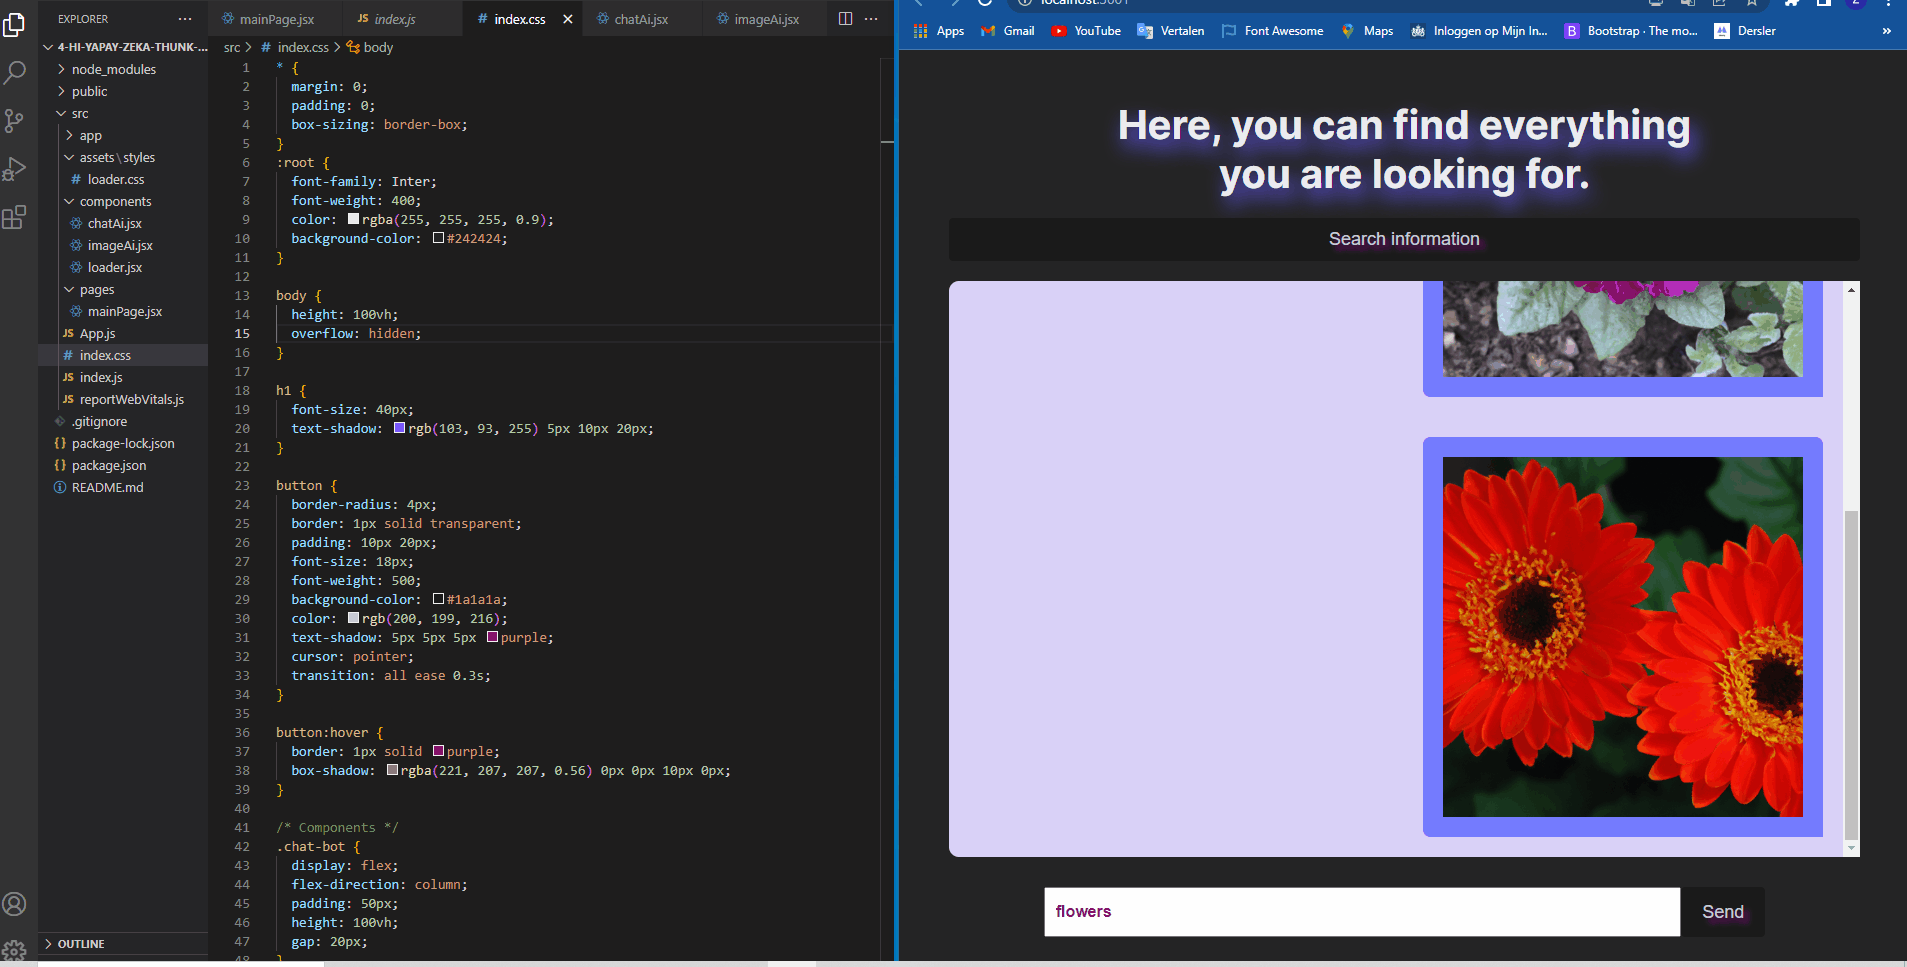 EXPLORER
4-HI-YAPAY-ZEKA-THUNK-...
node_modules
public
src
app
assets\styles
# loader.css
components
chatAi.jsx
imageAi.jsx
loader.jsx
pages
mainPage.jsx
JS App.js
# index.css
JS index.js
JS reportWebVitals.js
.gitignore
{} package-lock.json
{} package.json
README.md
OUTLINE
mainPage.jsx
JS index.js
# index.css
chatAi.jsx
imageAi.jsx
src > # index.css > body
1 * {
2 margin: 0;
3 padding: 0;
4 box-sizing: border-box;
5 }
6 :root {
7 font-family: Inter;
8 font-weight: 400;
9 color: rgba(255, 255, 255, 0.9);
10 background-color: #242424;
11 }
12
13 body {
14 height: 100vh;
15 overflow: hidden;
16 }
17
18 h1 {
19 font-size: 40px;
20 text-shadow: rgb(103, 93, 255) 5px 10px 20px;
21 }
22
23 button {
24 border-radius: 4px;
25 border: 1px solid transparent;
26 padding: 10px 20px;
27 font-size: 18px;
28 font-weight: 500;
29 background-color: #1a1a1a;
30 color: rgb(200, 199, 216);
31 text-shadow: 5px 5px 5px purple;
32 cursor: pointer;
33 transition: all ease 0.3s;
34 }
35
36 button:hover {
37 border: 1px solid purple;
38 box-shadow: rgba(221, 207, 207, 0.56) 0px 0px 10px 0px;
39 }
40
41 /* Components */
42 .chat-bot {
43 display: flex;
44 flex-direction: column;
45 padding: 50px;
46 height: 100vh;
47 gap: 20px;
48 }
localhost:3001
Apps
Gmail
YouTube
Vertalen
Font Awesome
Maps
Inloggen op Mijn In...
B Bootstrap · The mo...
Dersler
»
Here, you can find everything
you are looking for.
Search information
flowers
Send